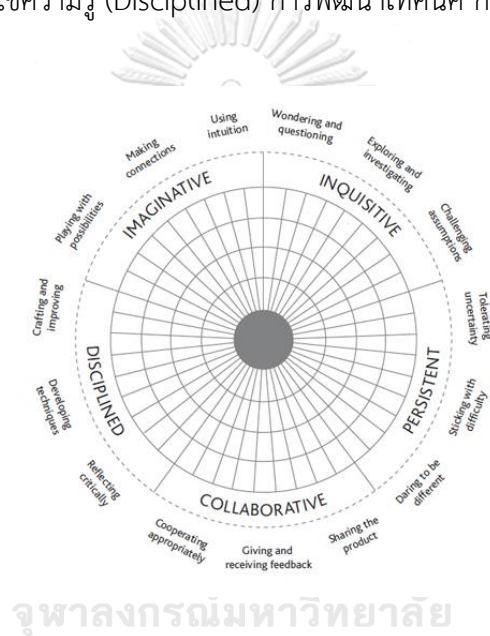 ใช้ความรู้ (Disciplined) การพัฒนาเทคนิค
Using
intuition
Wondering and
questioning
Making
connections
Exploring and
investigating
Playing with
possibilities
Challenging
assumptions
IMAGINATIVE
INQUISITIVE
Crafting and
improving
Tolerating
uncertainty
DISCIPLINED
PERSISTENT
Developing
techniques
Sticking with
difficulty
Reflecting
critically
Daring to be
different
COLLABORATIVE
Cooperating
appropriately
Giving and
receiving feedback
Sharing the
product
จุฬาลงกรณ์มหาวิทยาลัย